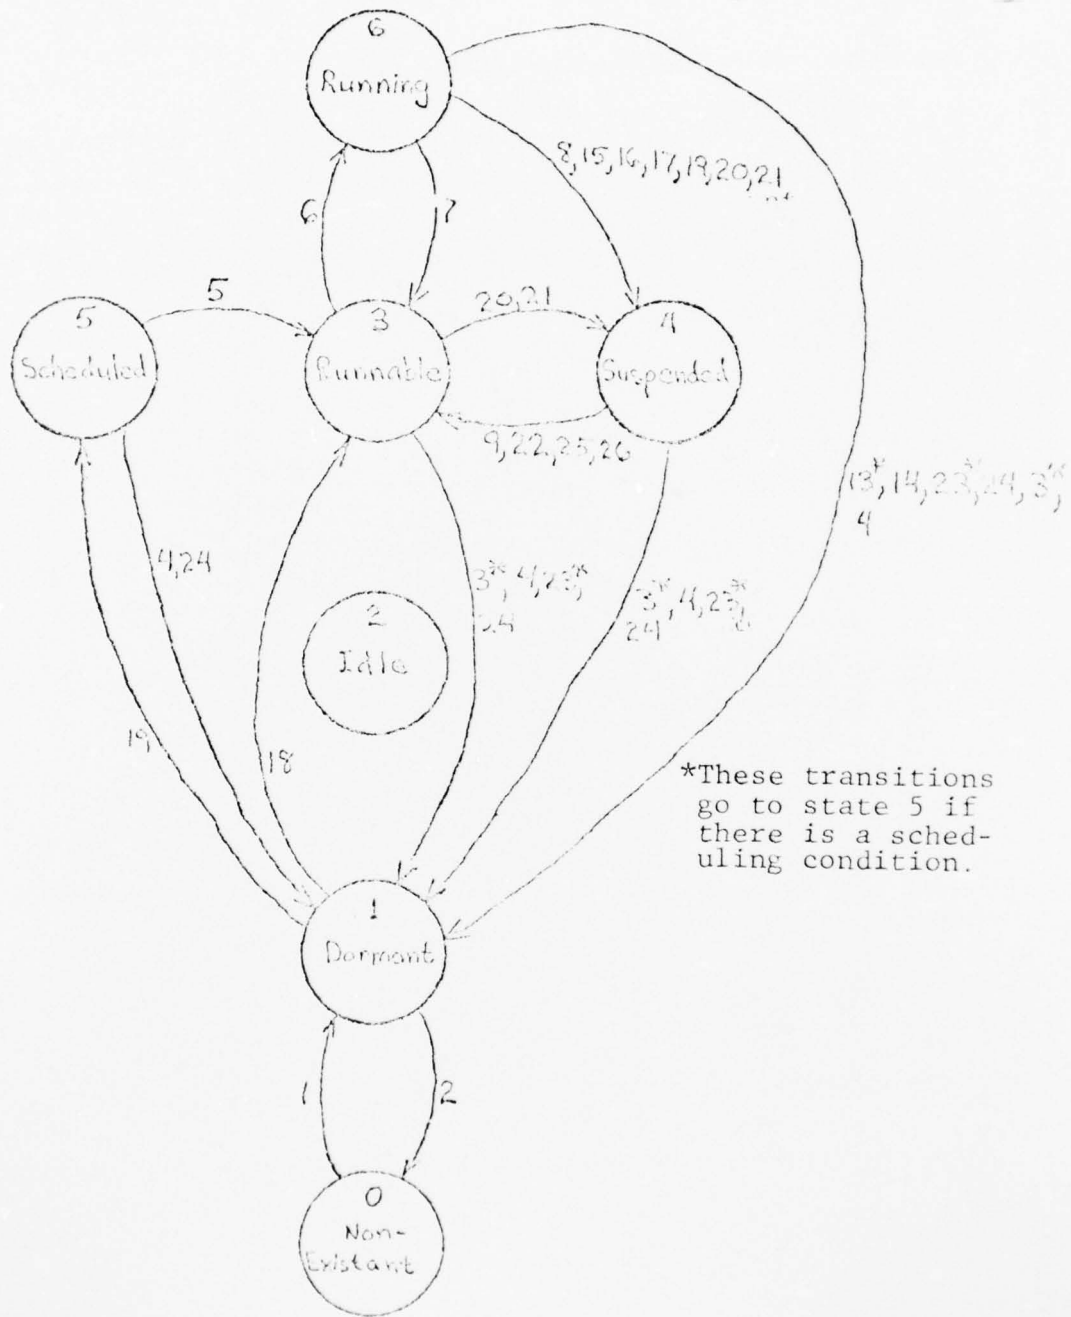 6
Running
8,15,16,17,19,20,21
6
7
5
20,21
5
Scheduled
3
Runnable
4
Suspended
9,22,25,26
13*, 14, 23*, 24, 3*,
4
4,24
3*, 4, 23*,
24
3*, 4, 23*,
24
2
Idle
19
18
*These transitions
go to state 5 if
there is a sched-
uling condition.
1
Dormant
1
2
0
Non-
Existant